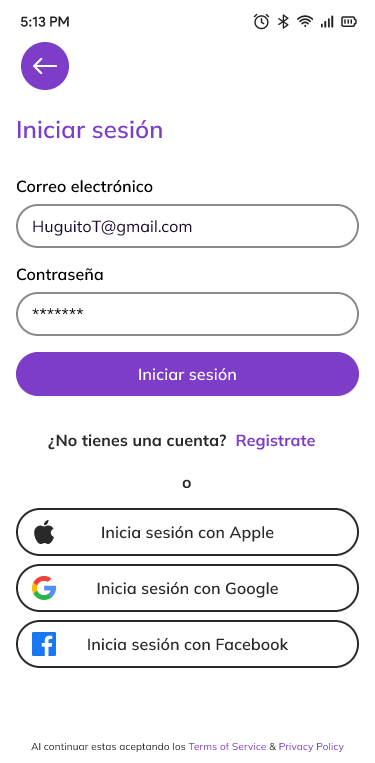 5:13 PM
Iniciar sesión
Correo electrónico
HuguitoT@gmail.com
Contraseña
*******
Iniciar sesión
¿No tienes una cuenta? Registrate
o
Inicia sesión con Apple
Inicia sesión con Google
Inicia sesión con Facebook
Al continuar estas aceptando los Terms of Service & Privacy Policy